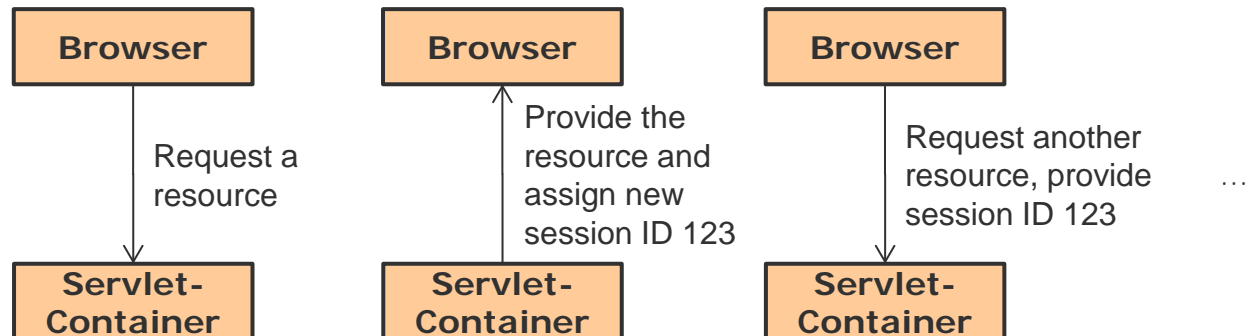 Browser
Request a
resource
Servlet-
Container
Browser
Provide the
resource and
assign new
session ID 123
Servlet-
Container
Browser
Request another
resource, provide
session ID 123
Servlet-
Container
...